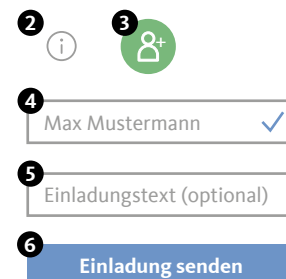 2 3
4
Max Mustermann
5
Einladungstext (optional)
6
Einladung senden